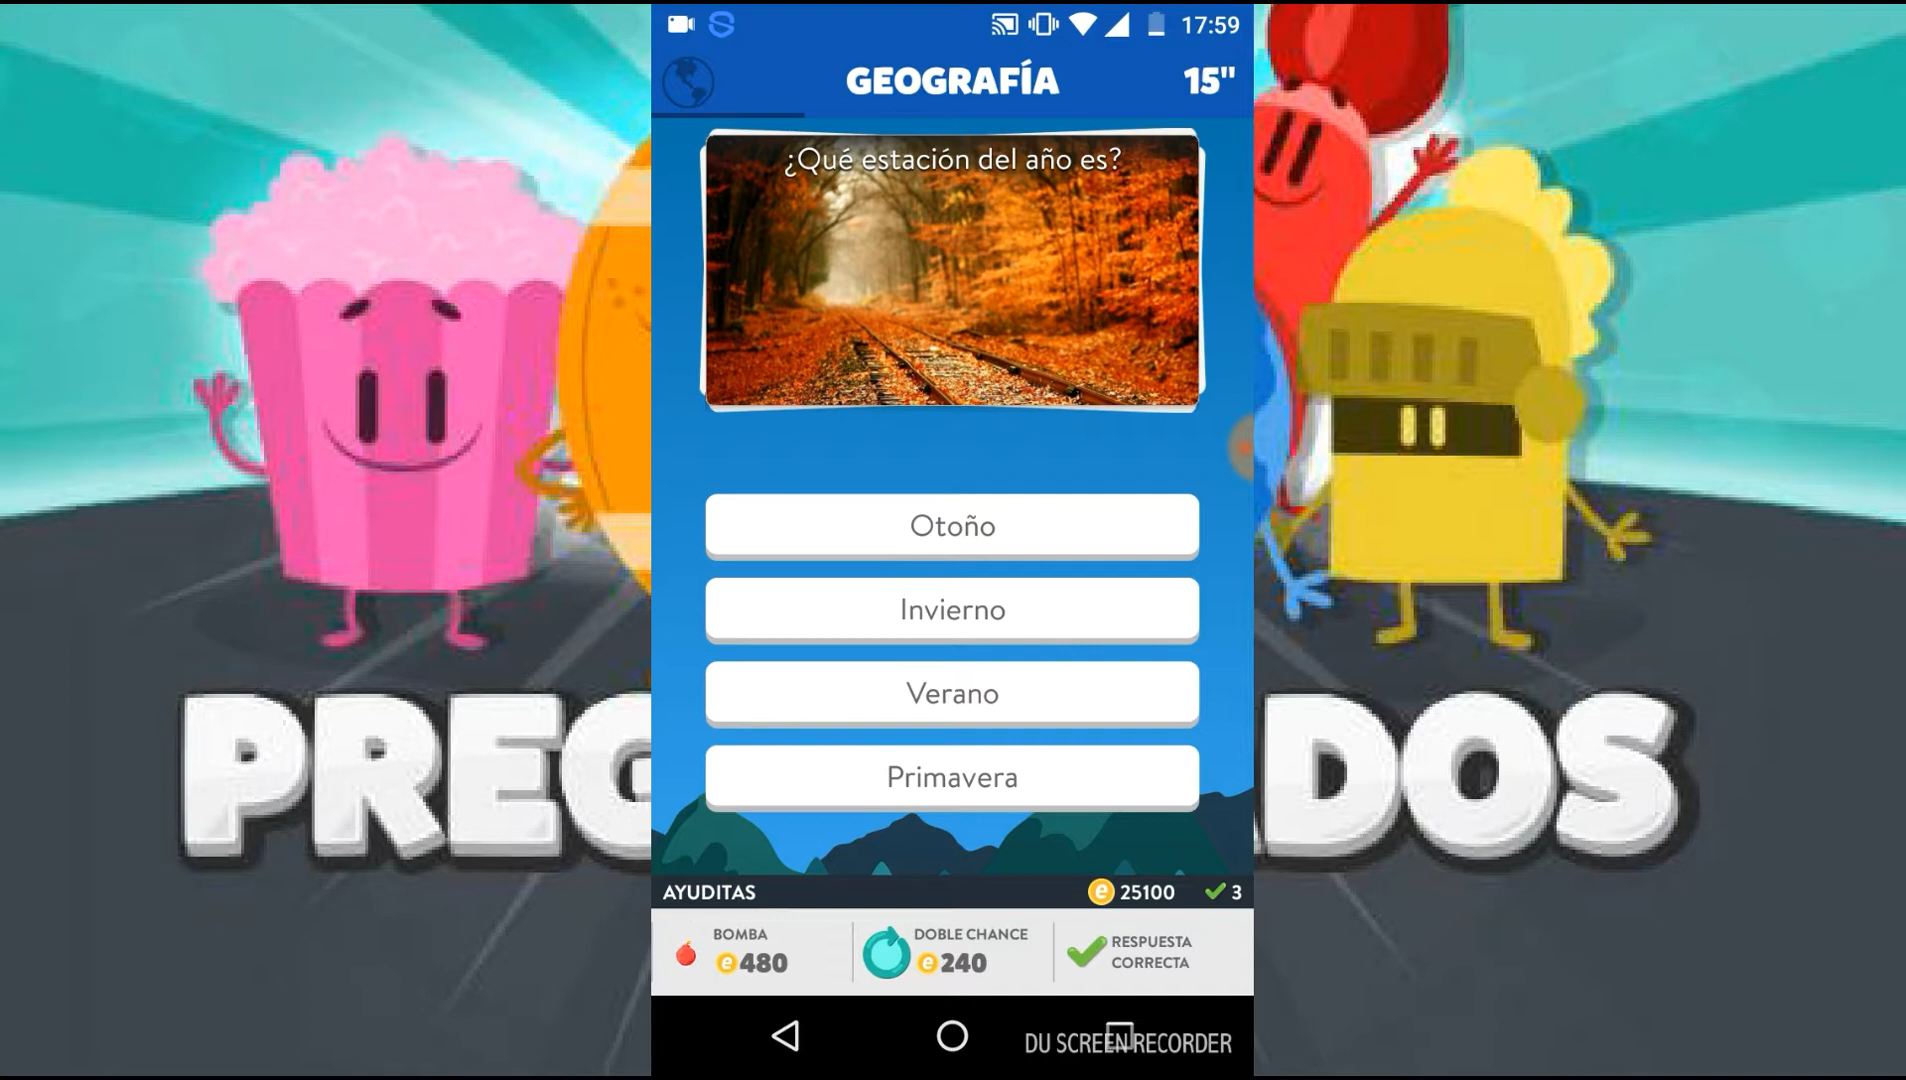 17:59
GEOGRAFÍA
15"
¿Qué estación del año es?
Otoño
Invierno
Verano
Primavera
AYUDITAS
25100
3
BOMBA
480
DOBLE CHANCE
240
RESPUESTA
CORRECTA
DU SCREEN RECORDER
PREG
ADOS